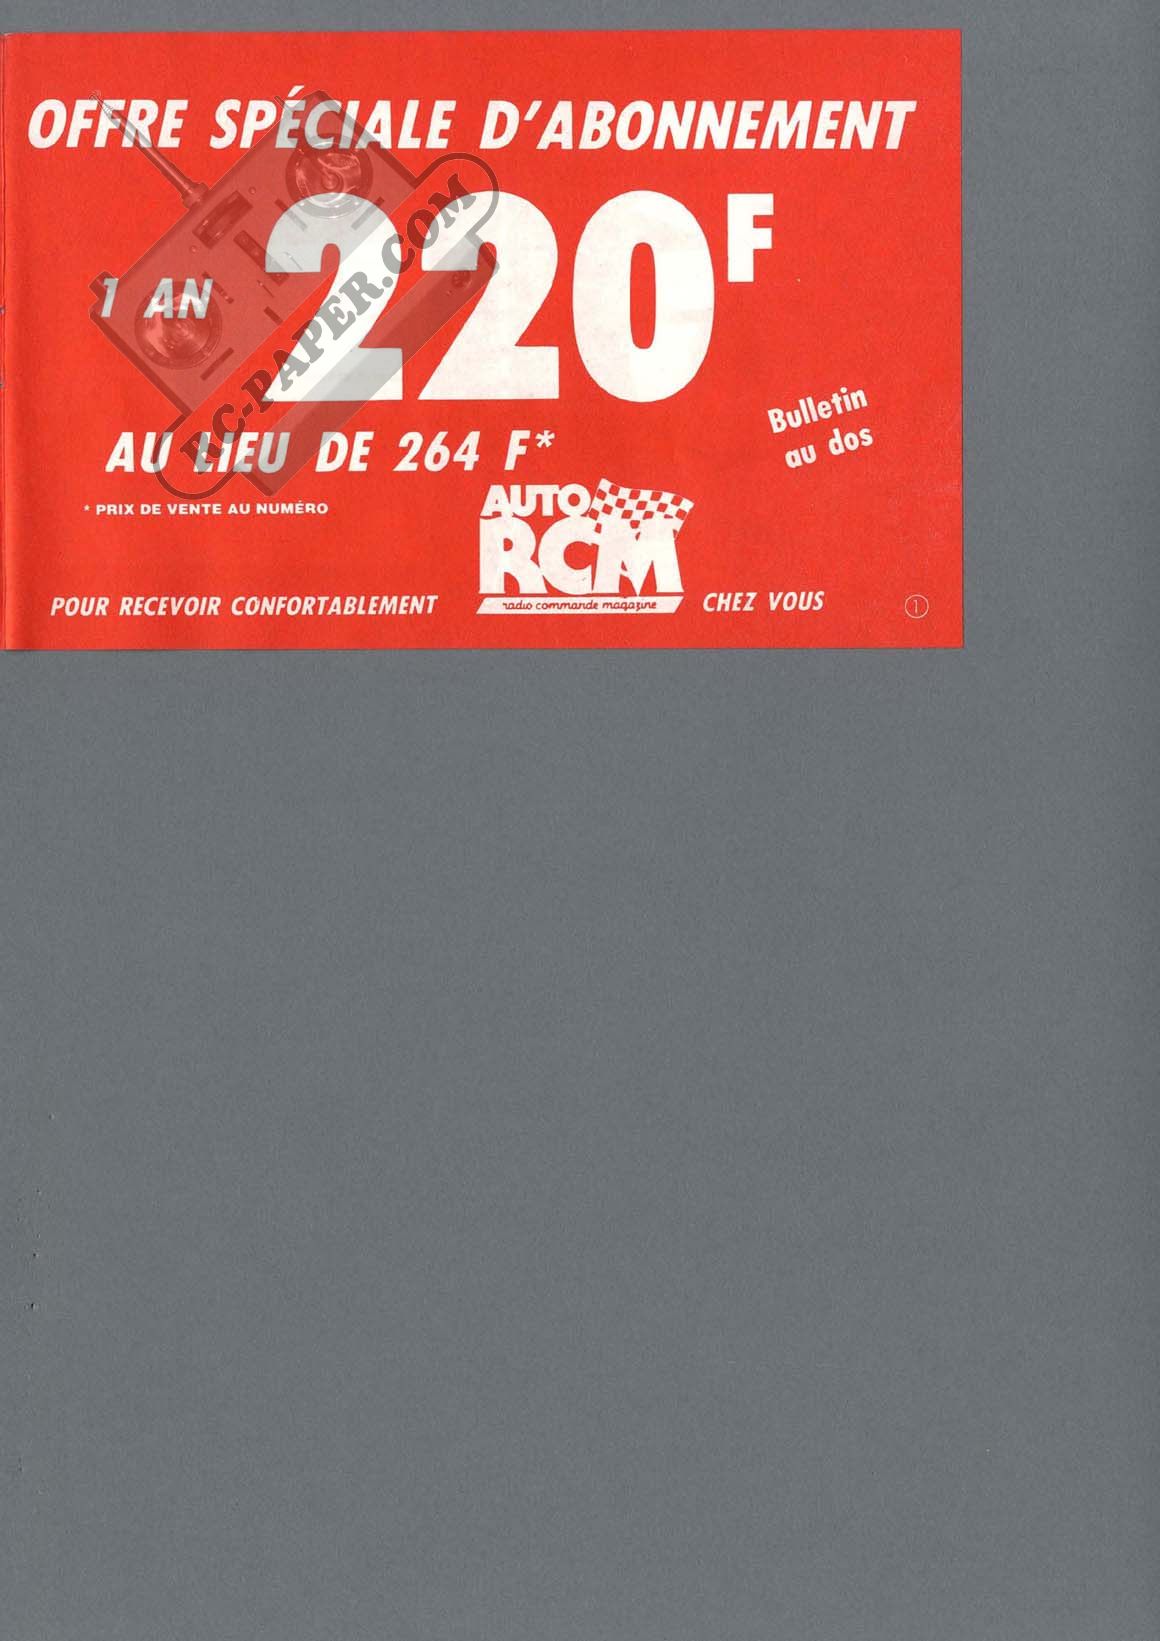 OFFRE SPÉCIALE D'ABONNEMENT
1 AN 220F
AU LIEU DE 264 F*
Bulletin
au dos
* PRIX DE VENTE AU NUMÉRO
AUTO
RCM
radio commande magazine
POUR RECEVOIR CONFORTABLEMENT
CHEZ VOUS
1
RC-PAPER.COM